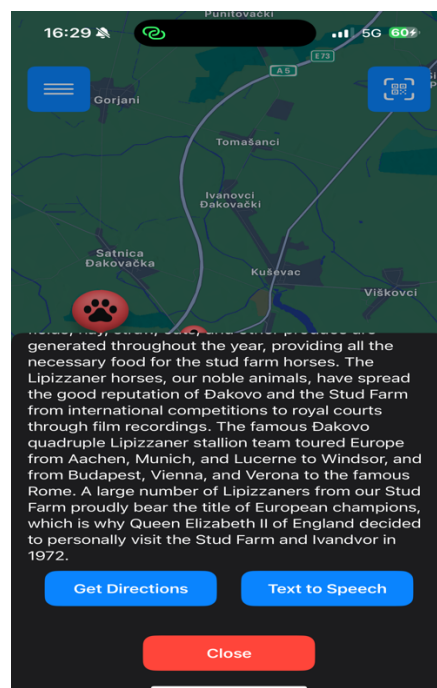 Punitovački
16:29
5G 60
E73
A5
Gorjani
Tomašanci
Ivanovci
Đakovački
Satnica
Đakovačka
Kuševac
Viškovci
generated throughout the year, providing all the
necessary food for the stud farm horses. The
Lipizzaner horses, our noble animals, have spread
the good reputation of Đakovo and the Stud Farm
from international competitions to royal courts
through film recordings. The famous Đakovo
quadruple Lipizzaner stallion team toured Europe
from Aachen, Munich, and Lucerne to Windsor, and
from Budapest, Vienna, and Verona to the famous
Rome. A large number of Lipizzaners from our Stud
Farm proudly bear the title of European champions,
which is why Queen Elizabeth II of England decided
to personally visit the Stud Farm and Ivandvor in
1972.
Get Directions
Text to Speech
Close